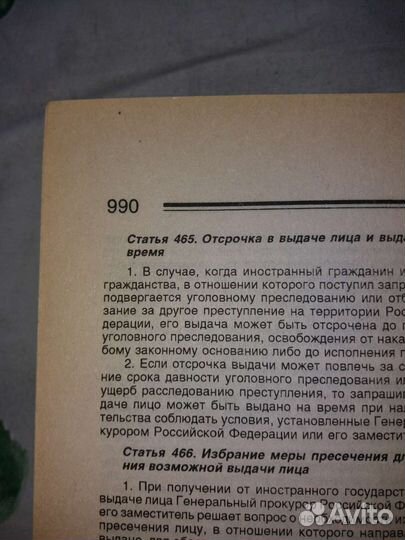 990
Статья 465. Отсрочка в выдаче лица и выда
время
1. В случае, когда иностранный гражданин и
гражданства, в отношении которого поступил запр
подвергается уголовному преследованию или отб
зание за другое преступление на территории Рос
дерации, его выдача может быть отсрочена до п
уголовного преследования, освобождения от нака
бому законному основанию либо до исполнения п
2. Если отсрочка выдачи может повлечь за с
ние срока давности уголовного преследования ил
ущерб расследованию преступления, то запраши
даче лицо может быть выдано на время при нал
тельства соблюдать условия, установленные Гене
курором Российской Федерации или его заместит
Статья 466. Избрание меры пресечения дл
ния возможной выдачи лица
1. При получении от иностранного государст
выдаче лица Генеральный прокурор Российской Ф
его заместитель решает вопрос о
пресечения лицу, в отношении которого направ
Avito